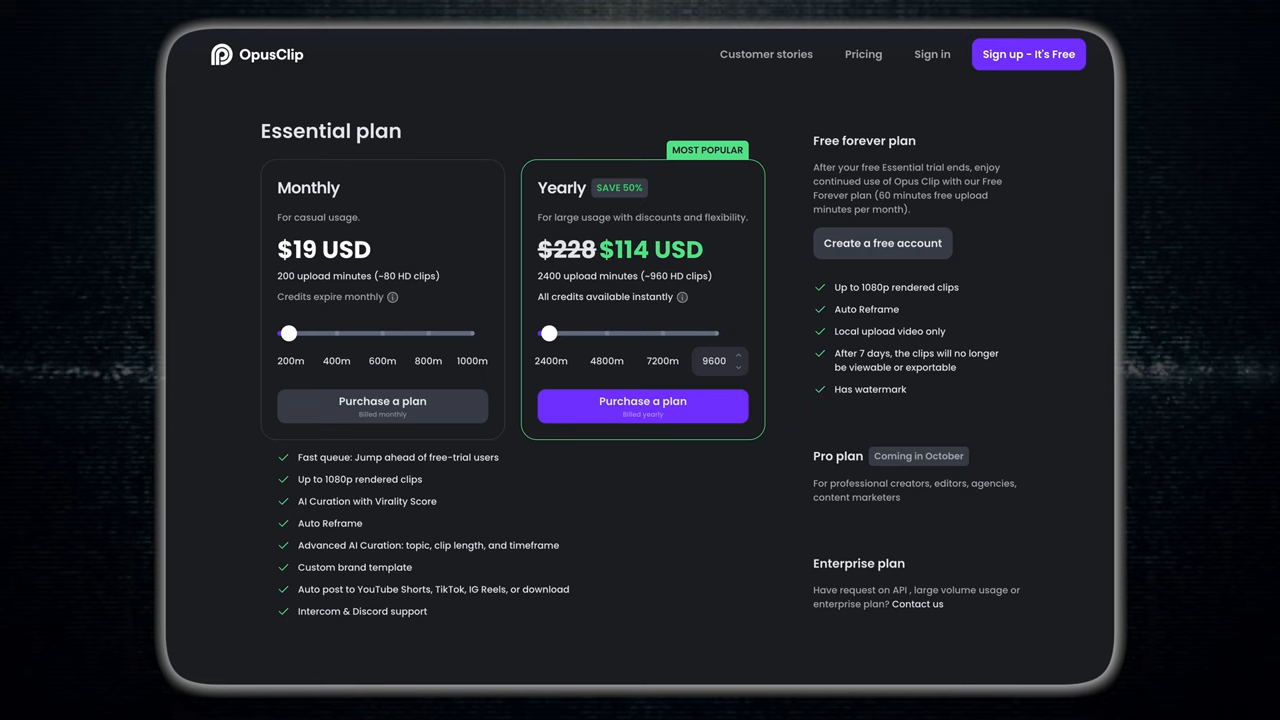 OpusClip
Customer stories
Pricing
Sign in
Sign up - It's Free
Essential plan
Monthly
For casual usage.
$19 USD
200 upload minutes (~80 HD clips)
Credits expire monthly
200m
400m
600m
800m
1000m
Purchase a plan
Billed monthly
MOST POPULAR
Yearly
SAVE 50%
For large usage with discounts and flexibility.
$228 $114 USD
2400 upload minutes (~960 HD clips)
All credits available instantly
2400m
4800m
7200m
9600
Purchase a plan
Billed yearly
Fast queue: Jump ahead of free-trial users
Up to 1080p rendered clips
AI Curation with Virality Score
Auto Reframe
Advanced AI Curation: topic, clip length, and timeframe
Custom brand template
Auto post to YouTube Shorts, TikTok, IG Reels, or download
Intercom & Discord support
Free forever plan
After your free Essential trial ends, enjoy
continued use of Opus Clip with our Free
Forever plan (60 minutes free upload
minutes per month).
Create a free account
Up to 1080p rendered clips
Auto Reframe
Local upload video only
After 7 days, the clips will no longer
be viewable or exportable
Has watermark
Pro plan
Coming in October
For professional creators, editors, agencies,
content marketers
Enterprise plan
Have request on API , large volume usage or
enterprise plan? Contact us